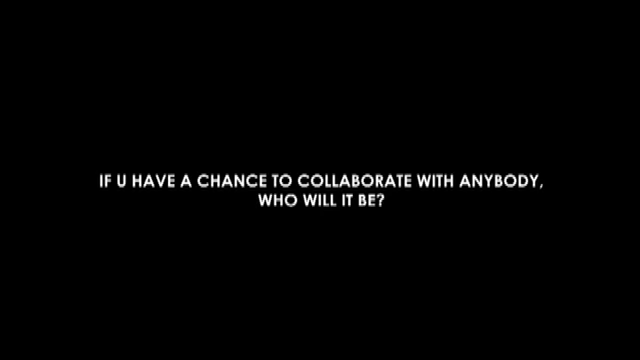 IF U HAVE A CHANCE TO COLLABORATE WITH ANYBODY,
WHO WILL IT BE?